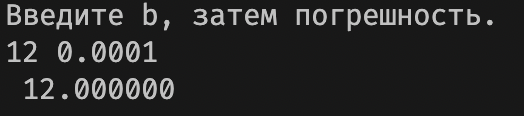 Введите b, затем погрешность.
12 0.0001
 12.000000